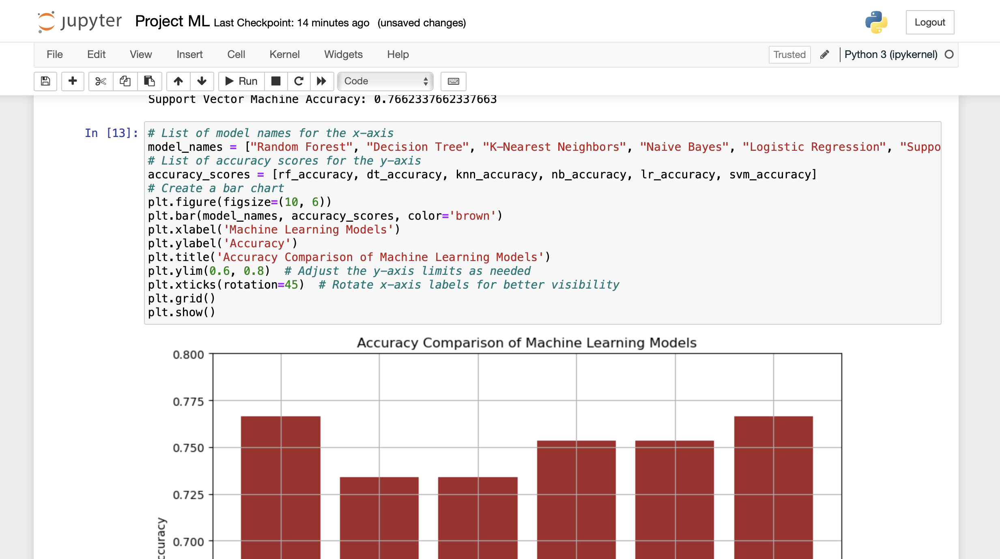 jupyter Project ML Last Checkpoint: 14 minutes ago (unsaved changes) Logout
File Edit View Insert Cell Kernel Widgets Help Trusted Python 3 (ipykernel)
Run Code
Support Vector Machine Accuracy: 0.7662337662337663
In [13]: # List of model names for the x-axis
model_names = ["Random Forest", "Decision Tree", "K-Nearest Neighbors", "Naive Bayes", "Logistic Regression", "Suppo
# List of accuracy scores for the y-axis
accuracy_scores = [rf_accuracy, dt_accuracy, knn_accuracy, nb_accuracy, lr_accuracy, svm_accuracy]
# Create a bar chart
plt.figure(figsize=(10, 6))
plt.bar(model_names, accuracy_scores, color='brown')
plt.xlabel('Machine Learning Models')
plt.ylabel('Accuracy')
plt.title('Accuracy Comparison of Machine Learning Models')
plt.ylim(0.6, 0.8)  # Adjust the y-axis limits as needed
plt.xticks(rotation=45)  # Rotate x-axis labels for better visibility
plt.grid()
plt.show()
Accuracy Comparison of Machine Learning Models
0.800
0.775
0.750
0.725
0.700
ccuracy